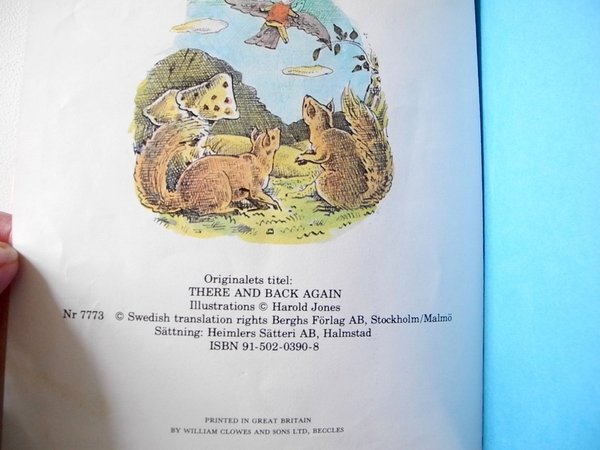 Originalets titel:
THERE AND BACK AGAIN
Illustrations © Harold Jones
Nr 7773 © Swedish translation rights Berghs Förlag AB, Stockholm/Malmö
Sättning: Heimlers Sätteri AB, Halmstad
ISBN 91-502-0390-8
PRINTED IN GREAT BRITAIN
BY WILLIAM CLOWES AND SONS LTD, BECCLES